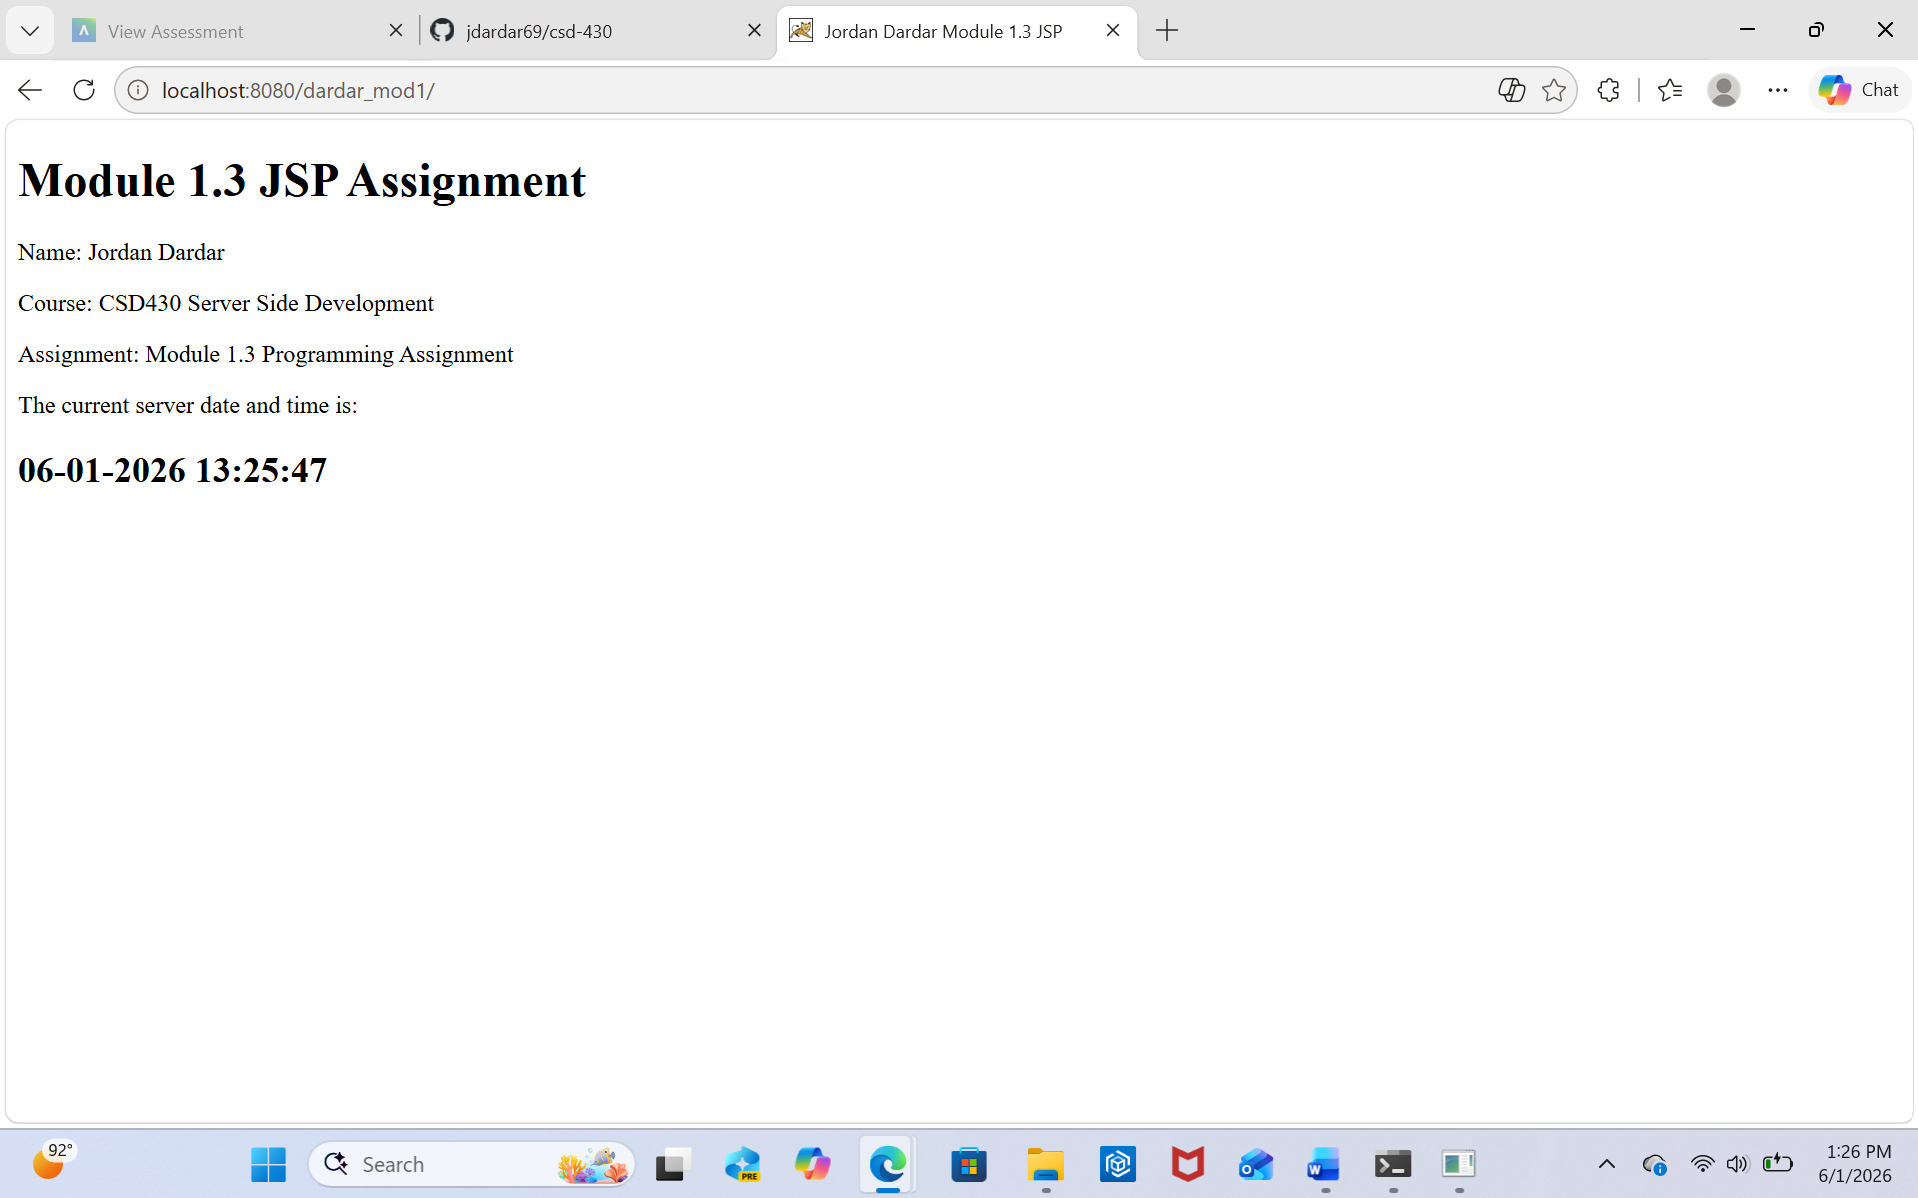 View Assessment
jdardar69/csd-430
Jordan Dardar Module 1.3 JSP
localhost:8080/dardar_mod1/
Chat
Module 1.3 JSP Assignment
Name: Jordan Dardar
Course: CSD430 Server Side Development
Assignment: Module 1.3 Programming Assignment
The current server date and time is:
06-01-2026 13:25:47
92°
Search
PRE
1:26 PM
6/1/2026